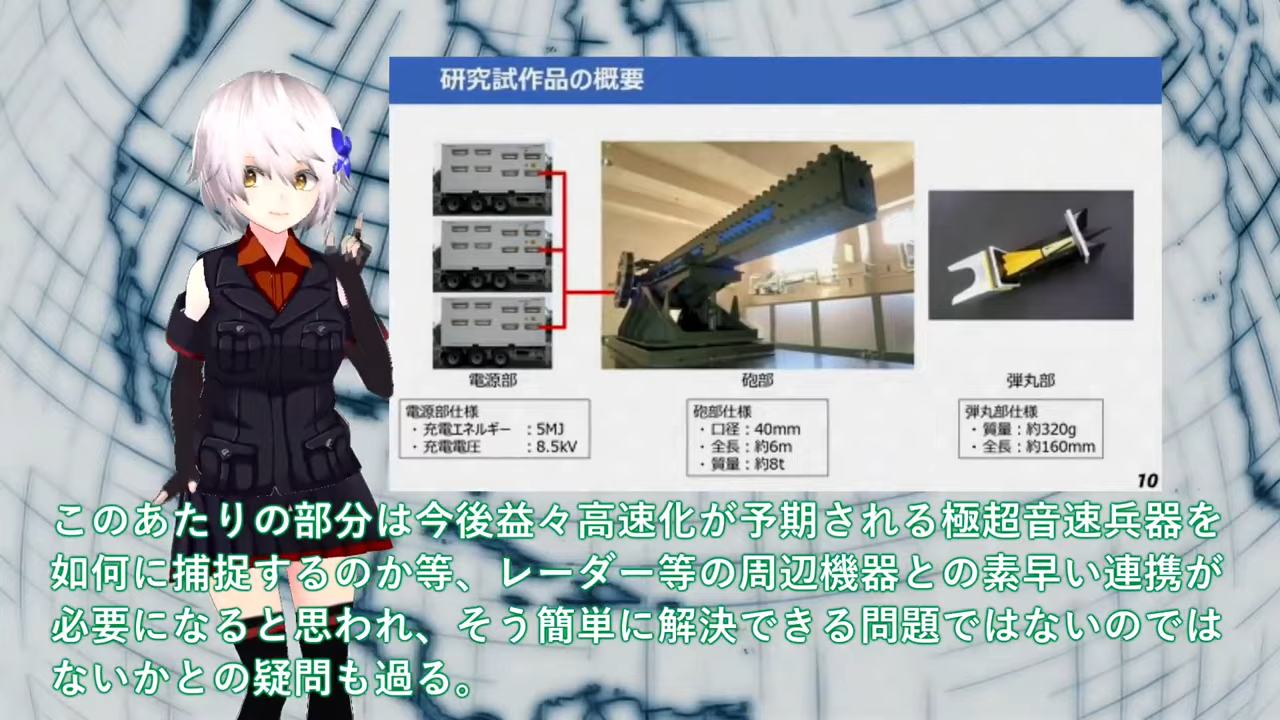 研究試作品の概要
電源部
砲部
弾丸部
電源部仕様
・充電エネルギー ：5MJ
・充電電圧 ：8.5kV
砲部仕様
・口径：40mm
・全長：約6m
・質量：約8t
弾丸部仕様
・質量：約320g
・全長：約160mm
10
このあたりの部分は今後益々高速化が予期される極超音速兵器を
如何に捕捉するのか等、レーダー等の周辺機器との素早い連携が
必要になると思われ、そう簡単に解決できる問題ではないのでは
ないかとの疑問も過る。